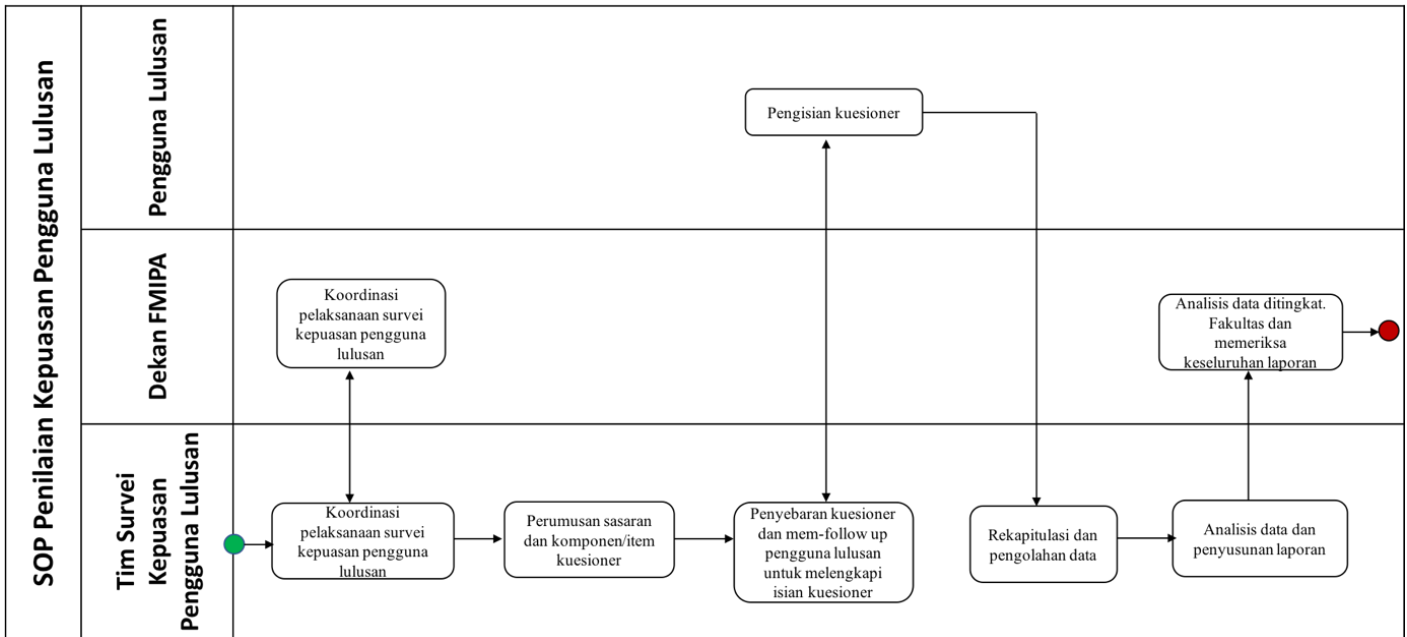 SOP Penilaian Kepuasan Pengguna Lulusan
Pengguna Lulusan
Pengisian kuesioner
Dekan FMIPA
Koordinasi
pelaksanaan survei
kepuasan pengguna
lulusan
Analisis data ditingkat.
Fakultas dan
memeriksa
keseluruhan laporan
Tim Survei
Kepuasan
Pengguna Lulusan
Koordinasi
pelaksanaan survei
kepuasan pengguna
lulusan
Perumusan sasaran
dan komponen/item
kuesioner
Penyebaran kuesioner
dan mem-follow up
pengguna lulusan
untuk melengkapi
isian kuesioner
Rekapitulasi dan
pengolahan data
Analisis data dan
penyusunan laporan